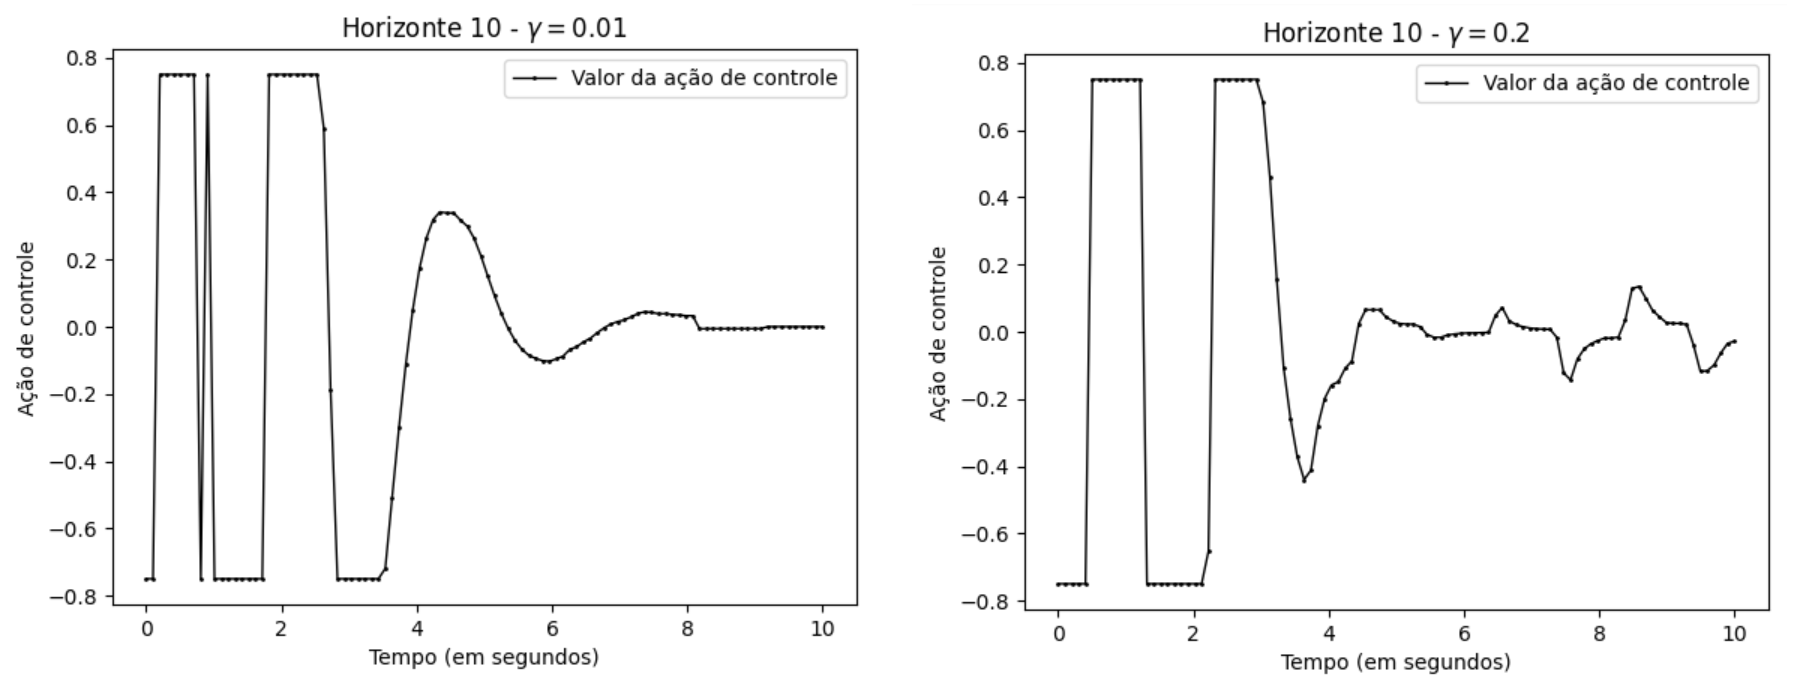 Horizonte 10 - γ = 0.01
Valor da ação de controle
0.8
0.6
0.4
0.2
0.0
−0.2
−0.4
−0.6
−0.8
Ação de controle
0 2 4 6 8 10
Tempo (em segundos)
Horizonte 10 - γ = 0.2
Valor da ação de controle
0.8
0.6
0.4
0.2
0.0
−0.2
−0.4
−0.6
−0.8
Ação de controle
0 2 4 6 8 10
Tempo (em segundos)